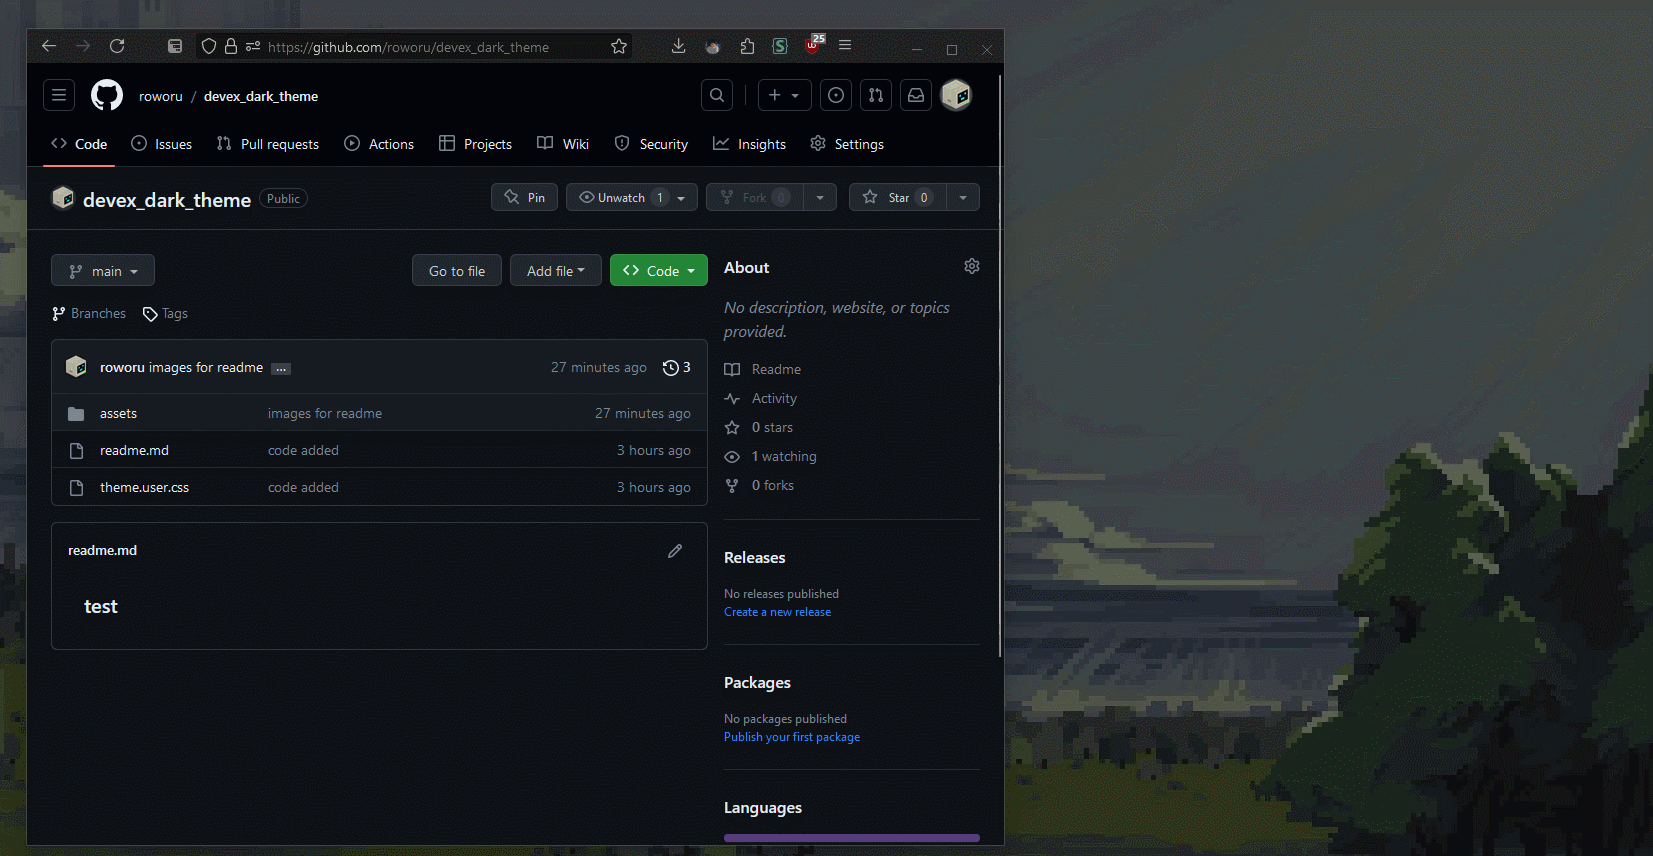 https://github.com/roworu/devex_dark_theme
25
roworu / devex_dark_theme
Code Issues Pull requests Actions Projects Wiki Security Insights Settings
devex_dark_theme Public
Pin Unwatch 1 Fork 0 Star 0
main Go to file Add file Code
Branches Tags
roworu images for readme ... 27 minutes ago 3
assets images for readme 27 minutes ago
readme.md code added 3 hours ago
theme.user.css code added 3 hours ago
readme.md
test
About
No description, website, or topics
provided.
Readme
Activity
0 stars
1 watching
0 forks
Releases
No releases published
Create a new release
Packages
No packages published
Publish your first package
Languages